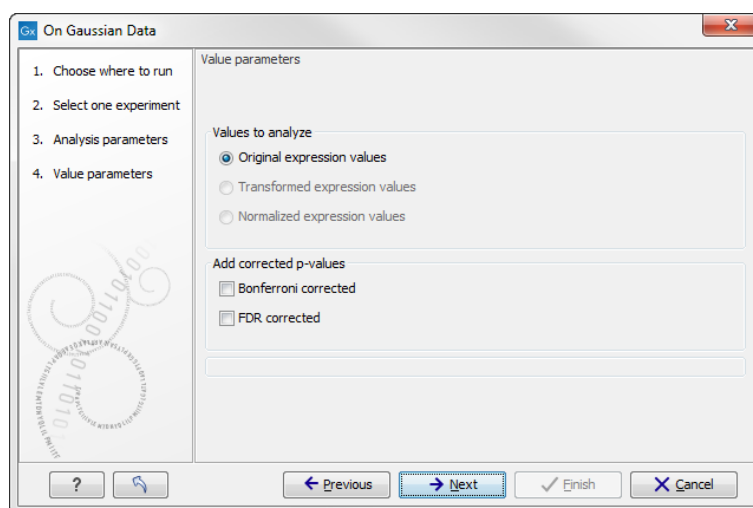 Gx On Gaussian Data
1. Choose where to run
2. Select one experiment
3. Analysis parameters
4. Value parameters
Value parameters
Values to analyze
Original expression values
Transformed expression values
Normalized expression values
Add corrected p-values
Bonferroni corrected
FDR corrected
?
Previous
Next
Finish
Cancel